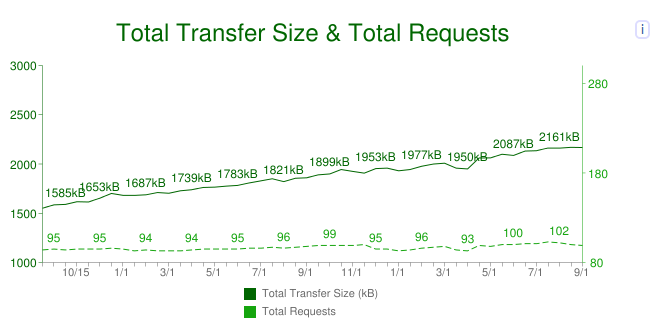 Total Transfer Size & Total Requests
i
3000
2500
2000
1500
1000
280
180
80
1585kB 1653kB 1687kB 1739kB 1783kB 1821kB 1899kB 1953kB 1977kB 1950kB 2087kB 2161kB
95 95 94 94 95 96 99 95 96 93 100 102
10/15 1/1 3/1 5/1 7/1 9/1 11/1 1/1 3/1 5/1 7/1 9/1
Total Transfer Size (kB)
Total Requests